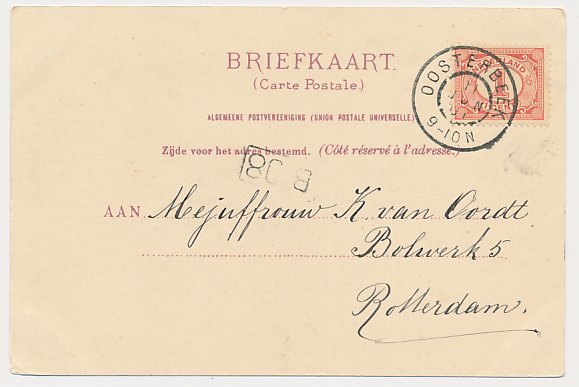 BRIEFKAART.
(Carte Postale.)
ALGEMEENE POSTVEREENIGING (UNION POSTALE UNIVERSELLE)
Zijde voor het adres bestemd. (Côté réservé à l'adresse.)
OOSTERBEEK
JUN
9-10N
AAN Mejuffrouw K van Oordt
Bolwerk 5
Rotterdam.